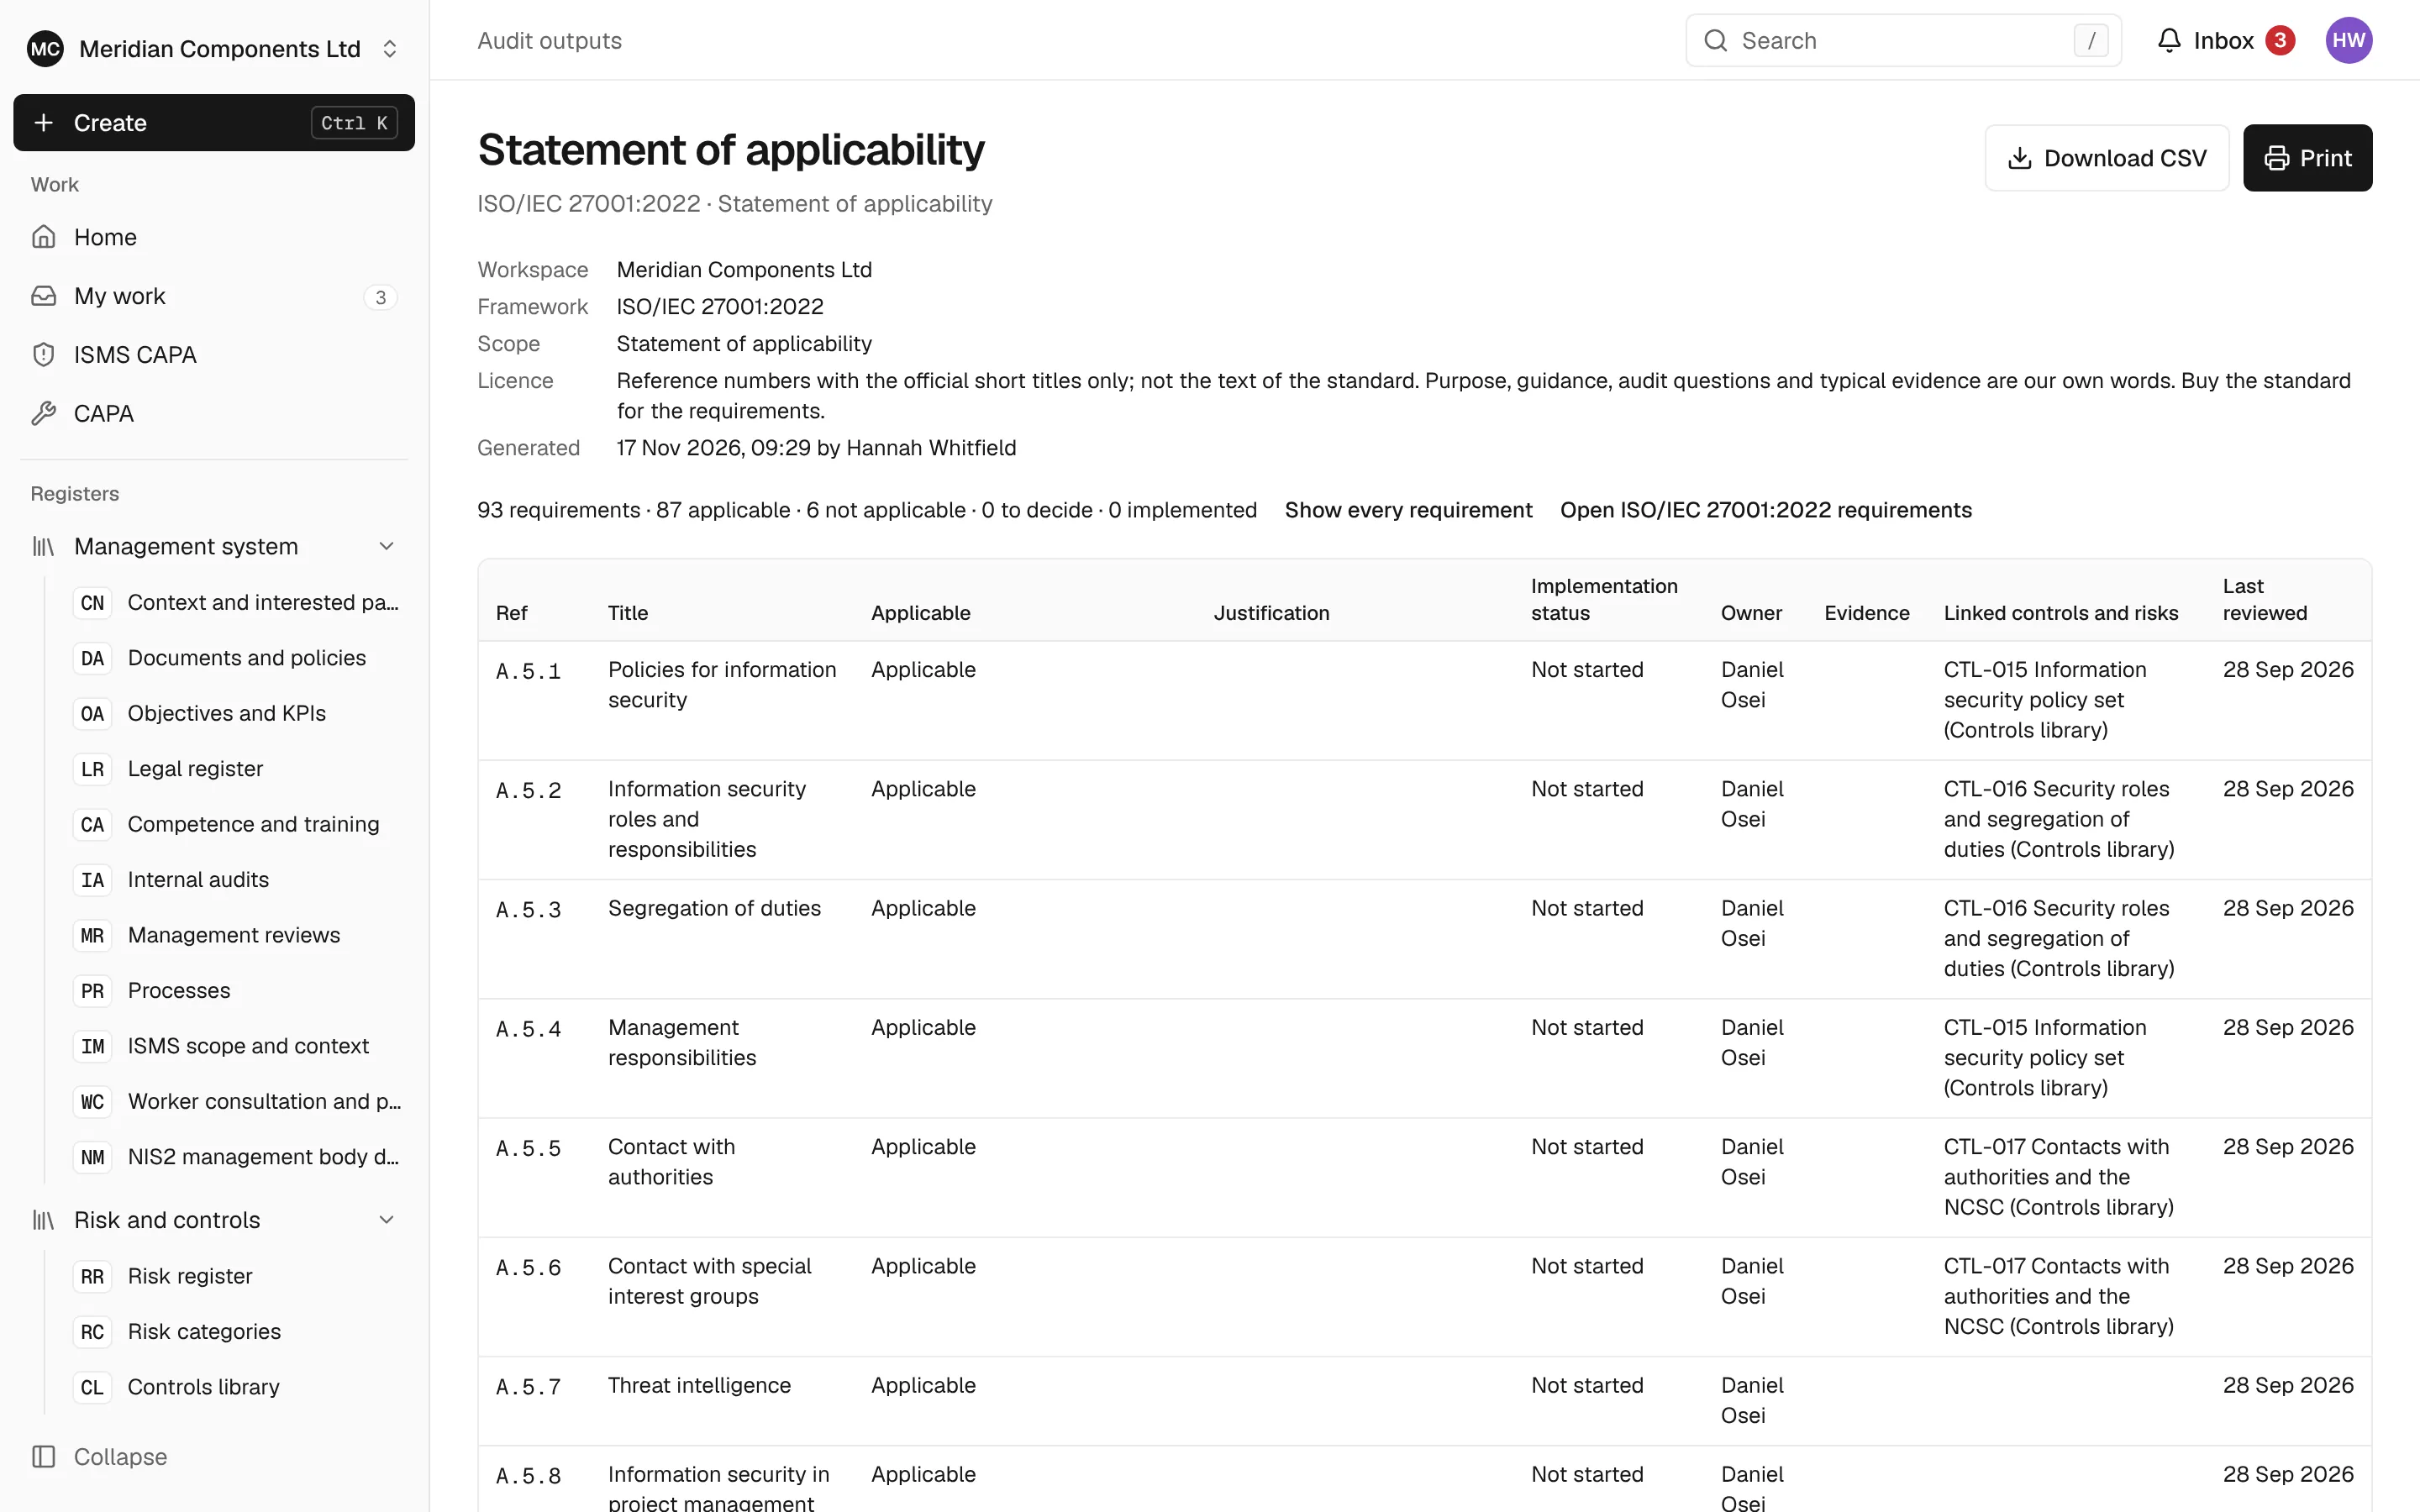 MC Meridian Components Ltd
Create Ctrl K
Work
Home
My work 3
ISMS CAPA
CAPA
Registers
Management system
CN Context and interested pa...
DA Documents and policies
OA Objectives and KPIs
LR Legal register
CA Competence and training
IA Internal audits
MR Management reviews
PR Processes
IM ISMS scope and context
WC Worker consultation and p...
NM NIS2 management body d...
Risk and controls
RR Risk register
RC Risk categories
CL Controls library
Collapse
Audit outputs
Search /
Inbox 3
HW
Statement of applicability
Download CSV
Print
ISO/IEC 27001:2022 · Statement of applicability
Workspace Meridian Components Ltd
Framework ISO/IEC 27001:2022
Scope Statement of applicability
Licence Reference numbers with the official short titles only; not the text of the standard. Purpose, guidance, audit questions and typical evidence are our own words. Buy the standard
for the requirements.
Generated 17 Nov 2026, 09:29 by Hannah Whitfield
93 requirements · 87 applicable · 6 not applicable · 0 to decide · 0 implemented Show every requirement Open ISO/IEC 27001:2022 requirements
Implementation Last
Ref Title Applicable Justification status Owner Evidence Linked controls and risks reviewed
A.5.1 Policies for information Applicable Not started Daniel CTL-015 Information 28 Sep 2026
security Osei security policy set
(Controls library)
A.5.2 Information security Applicable Not started Daniel CTL-016 Security roles 28 Sep 2026
roles and Osei and segregation of
responsibilities duties (Controls library)
A.5.3 Segregation of duties Applicable Not started Daniel CTL-016 Security roles 28 Sep 2026
Osei and segregation of
duties (Controls library)
A.5.4 Management Applicable Not started Daniel CTL-015 Information 28 Sep 2026
responsibilities Osei security policy set
(Controls library)
A.5.5 Contact with Applicable Not started Daniel CTL-017 Contacts with 28 Sep 2026
authorities Osei authorities and the
NCSC (Controls library)
A.5.6 Contact with special Applicable Not started Daniel CTL-017 Contacts with 28 Sep 2026
interest groups Osei authorities and the
NCSC (Controls library)
A.5.7 Threat intelligence Applicable Not started Daniel 28 Sep 2026
Osei
A.5.8 Information security in Applicable Not started Daniel 28 Sep 2026
project management Osei